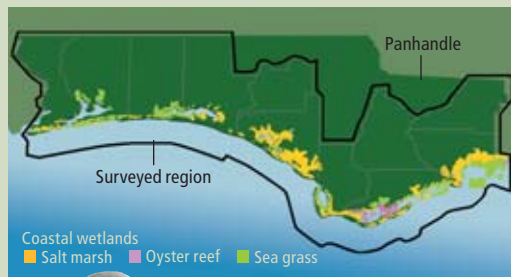 Panhandle
Surveyed region
Coastal wetlands
Salt marsh Oyster reef Sea grass